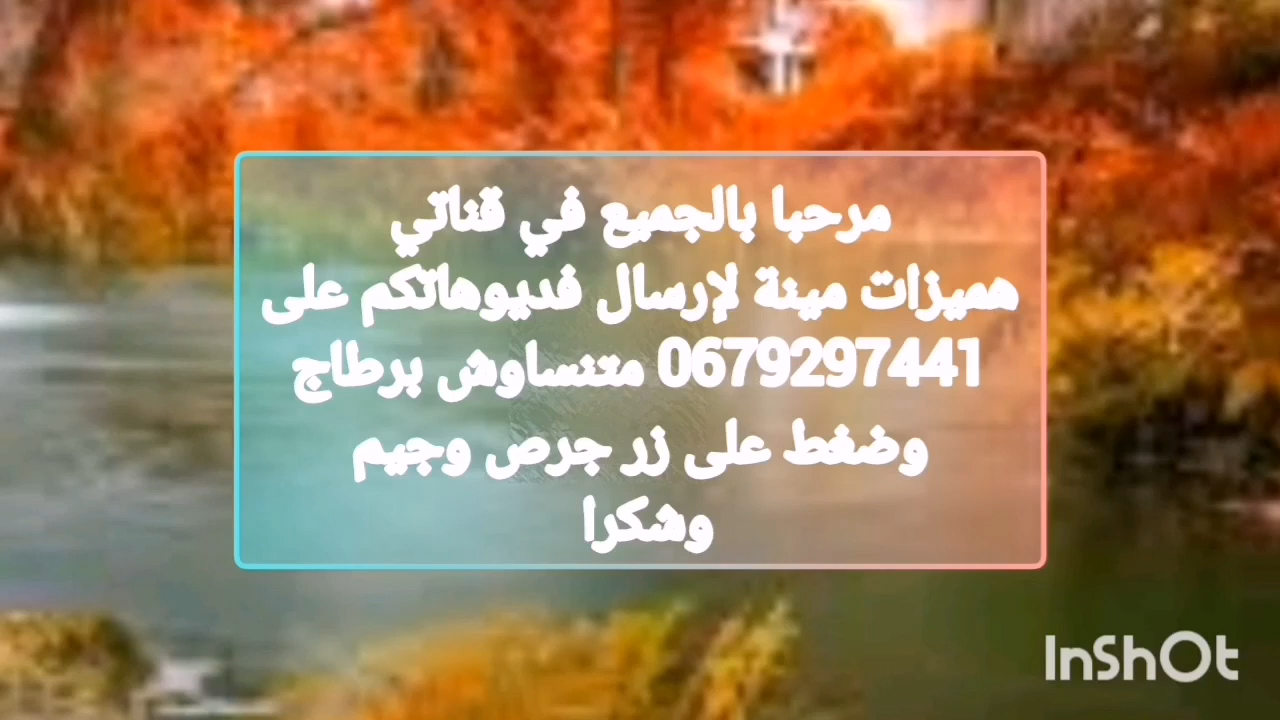 مرحبا بالجميع في قناتي
هميزات مينة لإرسال فديوهاتكم على
0679297441 متنساوش برطاج
وضغط على زر جرص وجيم
وشكرا
InShOt